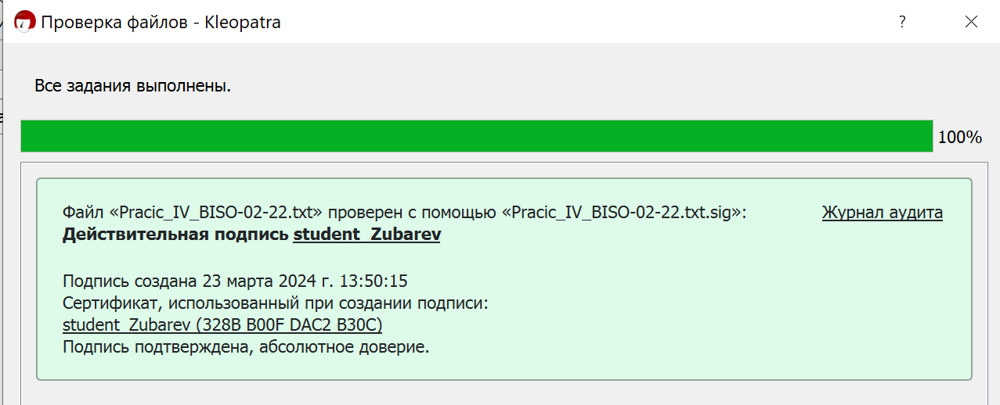 Проверка файлов - Kleopatra
?
Все задания выполнены.
100%
Файл «Pracic_IV_BISO-02-22.txt» проверен с помощью «Pracic_IV_BISO-02-22.txt.sig»: Журнал аудита
Действительная подпись student_Zubarev
Подпись создана 23 марта 2024 г. 13:50:15
Сертификат, использованный при создании подписи:
student_Zubarev (328B B00F DAC2 B30C)
Подпись подтверждена, абсолютное доверие.